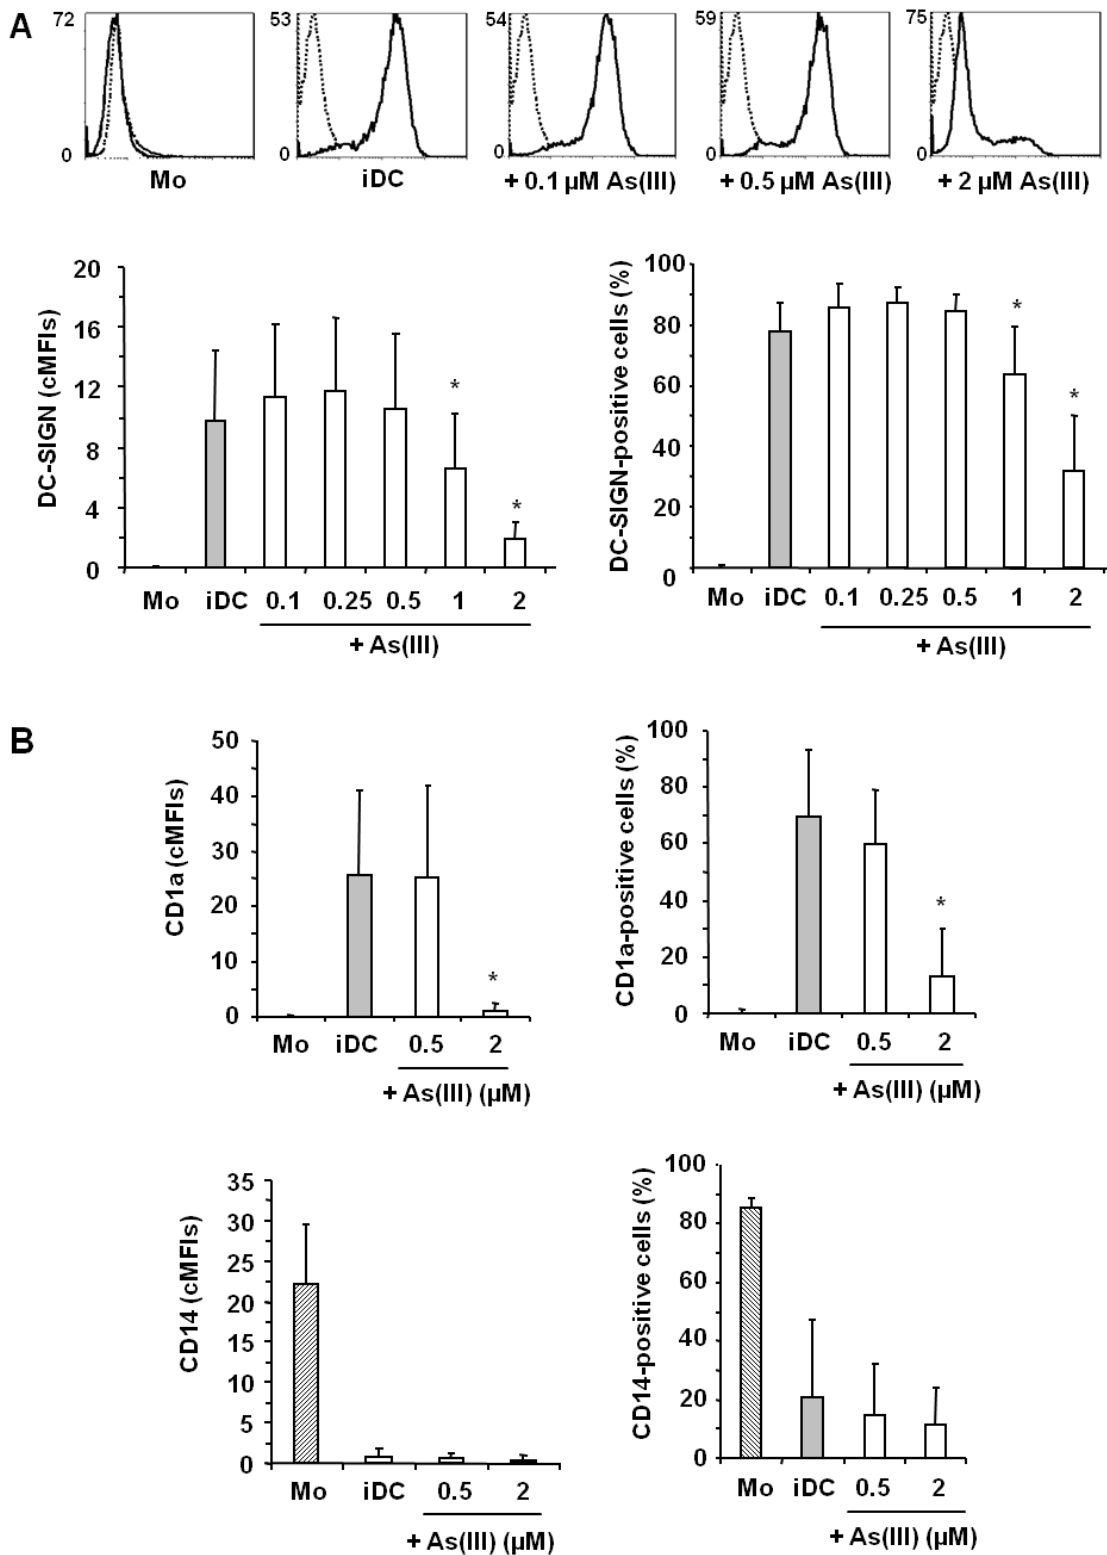 A
72
0
Mo
53
0
iDC
54
0
+ 0.1 µM As(III)
59
0
+ 0.5 µM As(III)
75
0
+ 2 µM As(III)
DC-SIGN (cMFIs)
20
16
12
8
4
0
*
*
Mo iDC 0.1 0.25 0.5 1 2
+ As(III)
DC-SIGN-positive cells (%)
100
80
60
40
20
0
*
*
Mo iDC 0.1 0.25 0.5 1 2
+ As(III)
B
CD1a (cMFIs)
50
40
30
20
10
0
*
Mo iDC 0.5 2
+ As(III) (µM)
CD1a-positive cells (%)
100
80
60
40
20
0
*
Mo iDC 0.5 2
+ As(III) (µM)
CD14 (cMFIs)
35
30
25
20
15
10
5
0
Mo iDC 0.5 2
+ As(III) (µM)
CD14-positive cells (%)
100
80
60
40
20
0
Mo iDC 0.5 2
+ As(III) (µM)